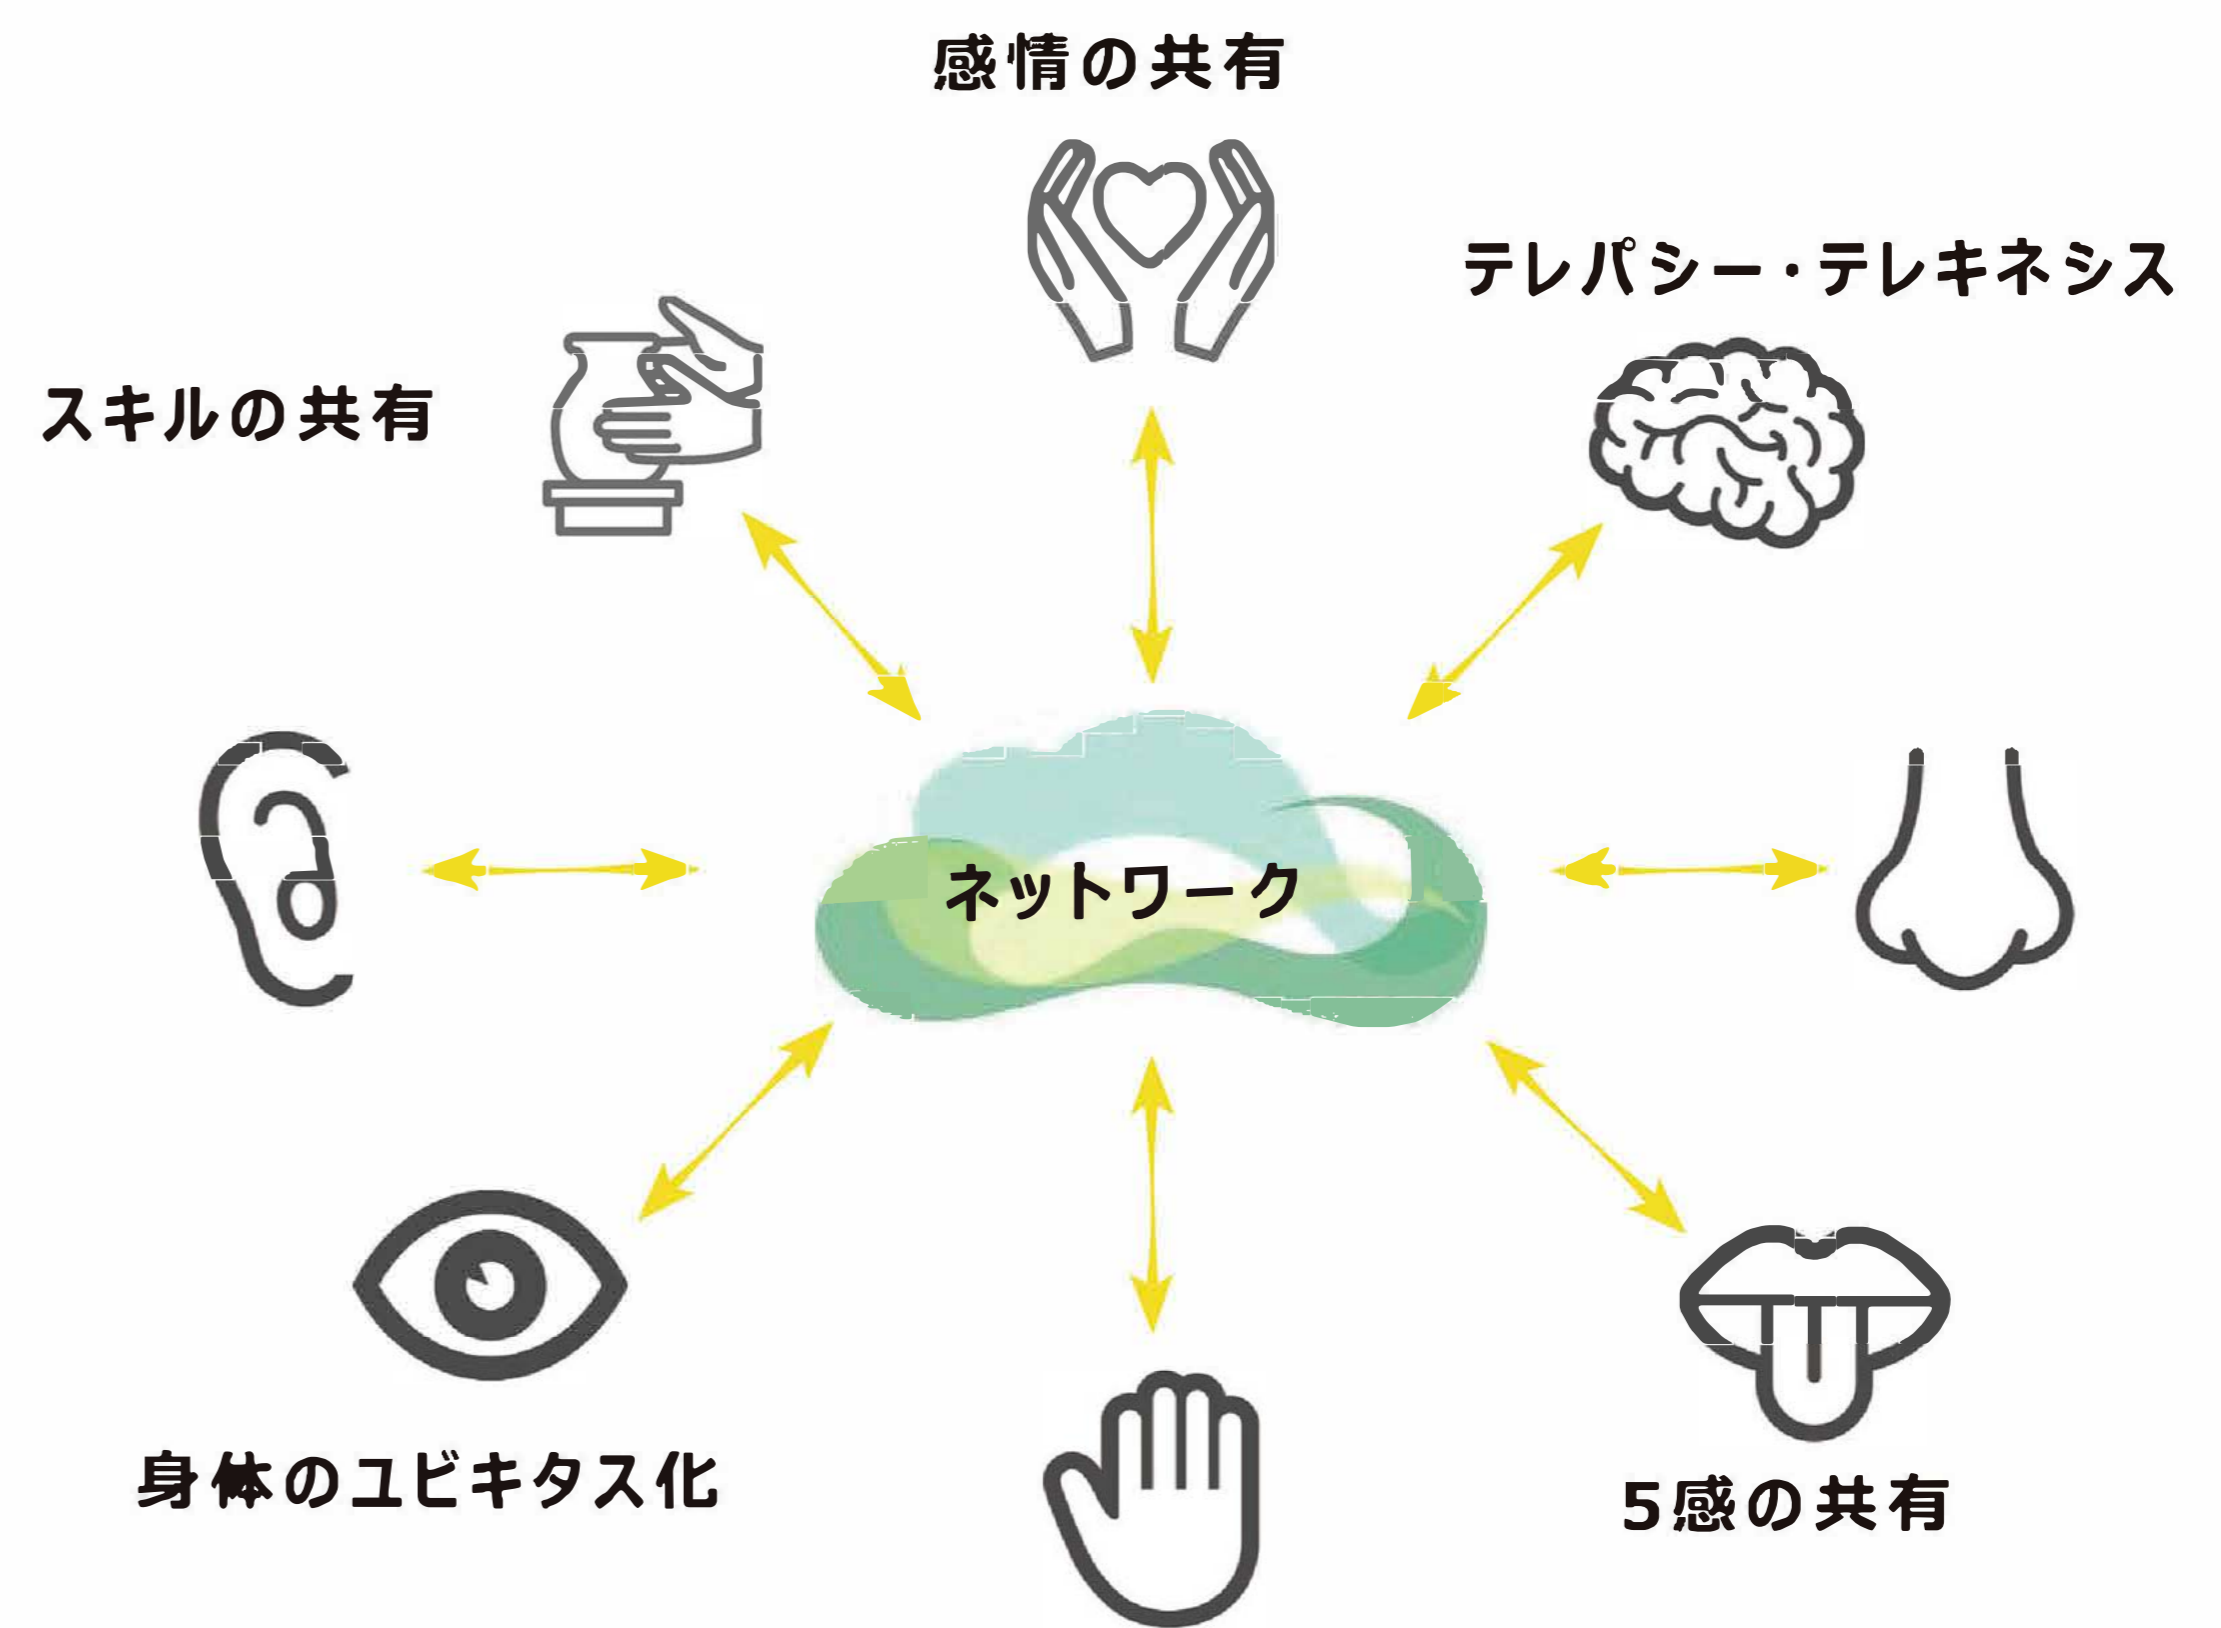 感情の共有
テレパシー・テレキネシス
スキルの共有
ネットワーク
身体のユビキタス化
5感の共有